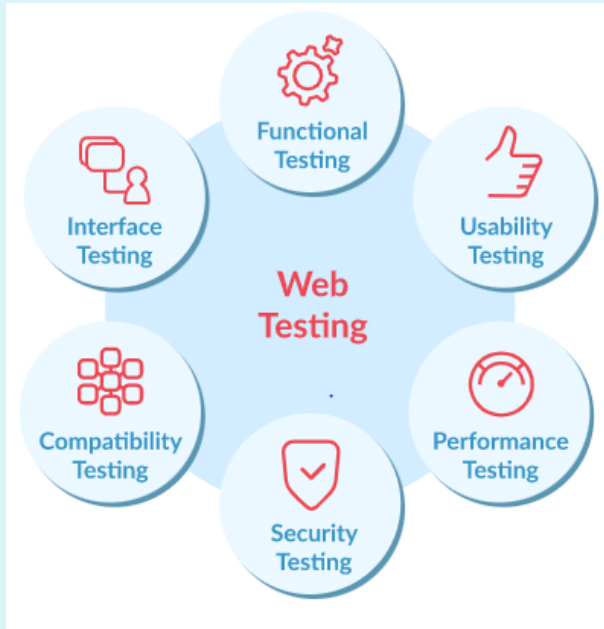 Functional
Testing
Interface
Testing
Usability
Testing
Web
Testing
Compatibility
Testing
Performance
Testing
Security
Testing